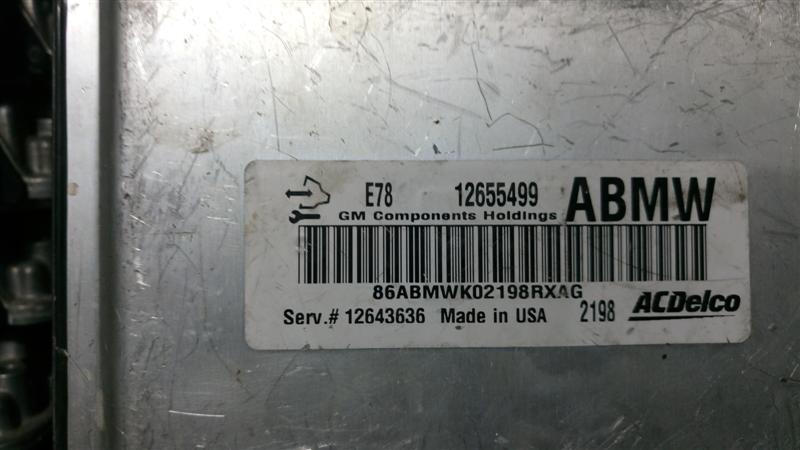 E78 12655499 ABMW
GM Components Holdings
86ABMWK02198RXAG
Serv.# 12643636 Made in USA 2198 ACDelco